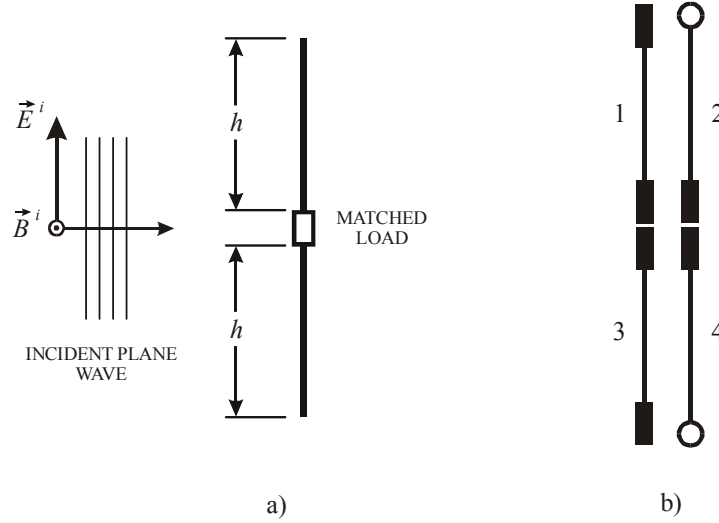 E⃗ i
B⃗ i
INCIDENT PLANE
WAVE
h
h
MATCHED
LOAD
a)
1
2
3
4
b)